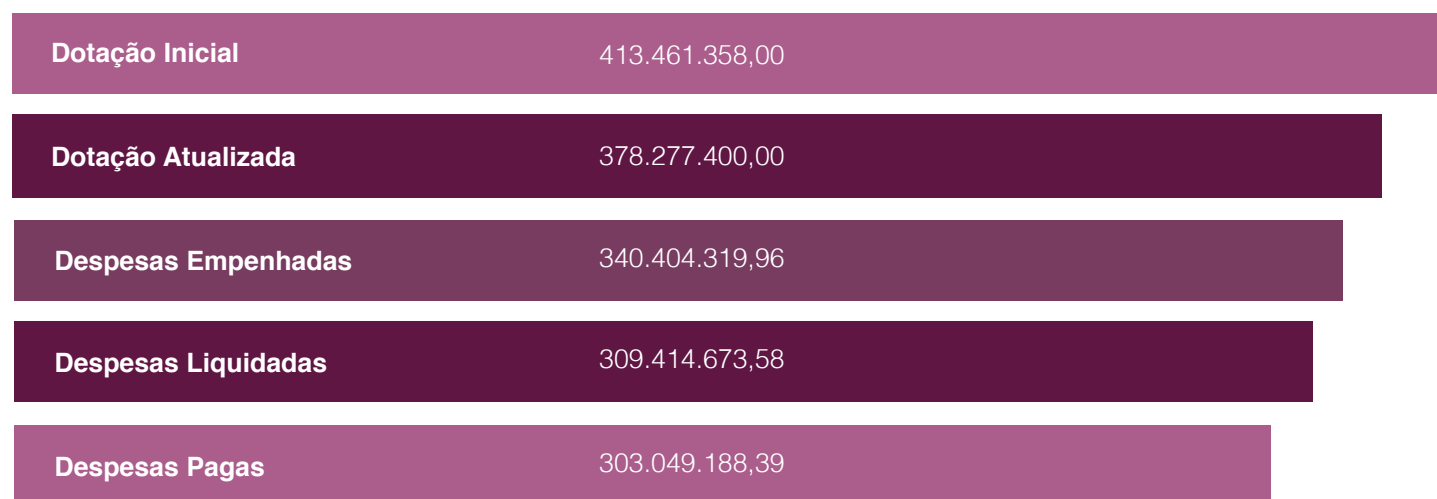 Dotação Inicial 413.461.358,00
Dotação Atualizada 378.277.400,00
Despesas Empenhadas 340.404.319,96
Despesas Liquidadas 309.414.673,58
Despesas Pagas 303.049.188,39